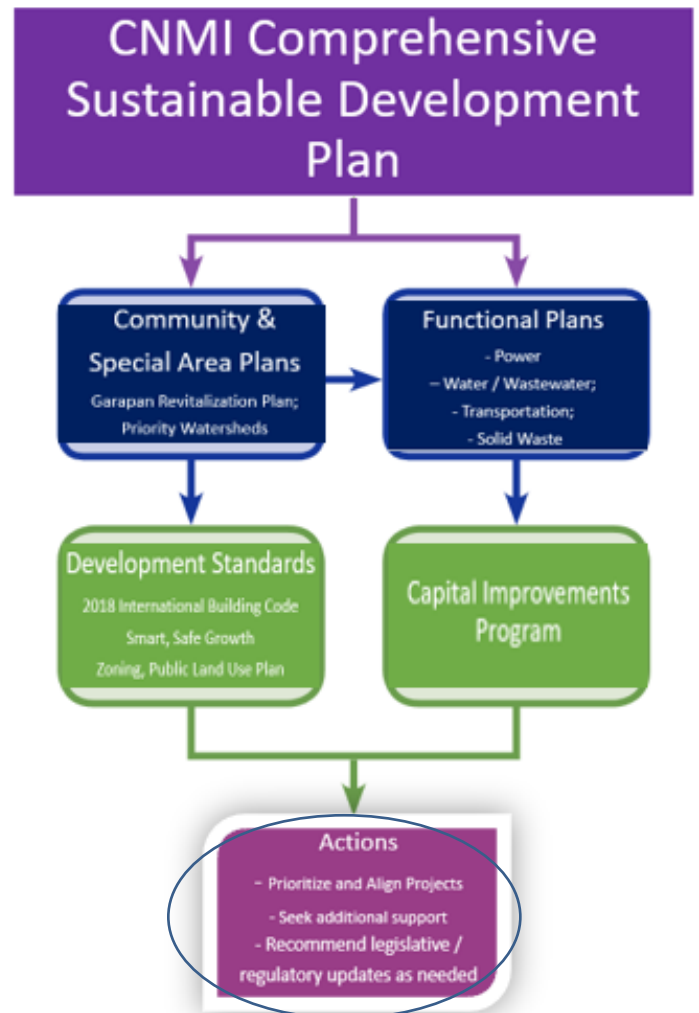 CNMI Comprehensive
Sustainable Development
Plan
Community &
Special Area Plans
Garapan Revitalization Plan;
Priority Watersheds
Functional Plans
- Power
– Water / Wastewater;
- Transportation;
- Solid Waste
Development Standards
2018 International Building Code
Smart, Safe Growth
Zoning, Public Land Use Plan
Capital Improvements
Program
Actions
– Prioritize and Align Projects
- Seek additional support
- Recommend legislative /
regulatory updates as needed